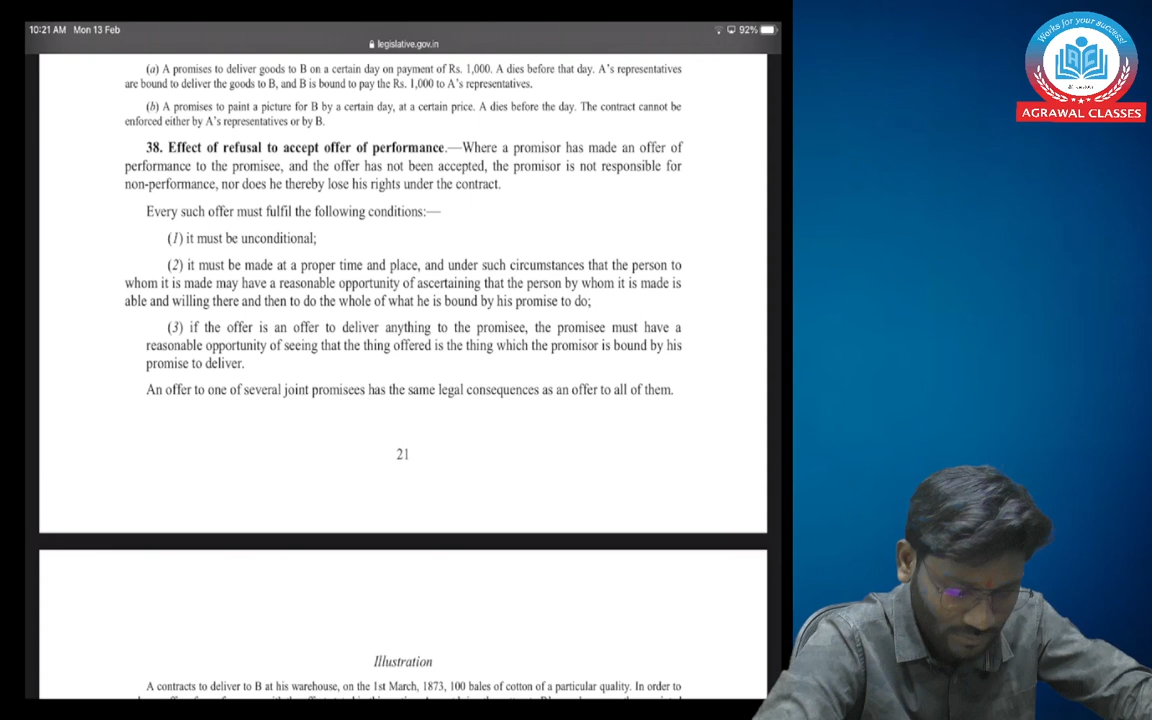 10:21 AM Mon 13 Feb
92%
legislative.gov.in
(a) A promises to deliver goods to B on a certain day on payment of Rs. 1,000. A dies before that day. A's representatives
are bound to deliver the goods to B, and B is bound to pay the Rs. 1,000 to A's representatives.
(b) A promises to paint a picture for B by a certain day, at a certain price. A dies before the day. The contract cannot be
enforced either by A's representatives or by B.
38. Effect of refusal to accept offer of performance.—Where a promisor has made an offer of
performance to the promisee, and the offer has not been accepted, the promisor is not responsible for
non-performance, nor does he thereby lose his rights under the contract.
Every such offer must fulfil the following conditions:—
(1) it must be unconditional;
(2) it must be made at a proper time and place, and under such circumstances that the person to
whom it is made may have a reasonable opportunity of ascertaining that the person by whom it is made is
able and willing there and then to do the whole of what he is bound by his promise to do;
(3) if the offer is an offer to deliver anything to the promisee, the promisee must have a
reasonable opportunity of seeing that the thing offered is the thing which the promisor is bound by his
promise to deliver.
An offer to one of several joint promisees has the same legal consequences as an offer to all of them.
21
Illustration
A contracts to deliver to B at his warehouse, on the 1st March, 1873, 100 bales of cotton of a particular quality. In order to
Works for your success!
AC
AGRAWAL CLASSES